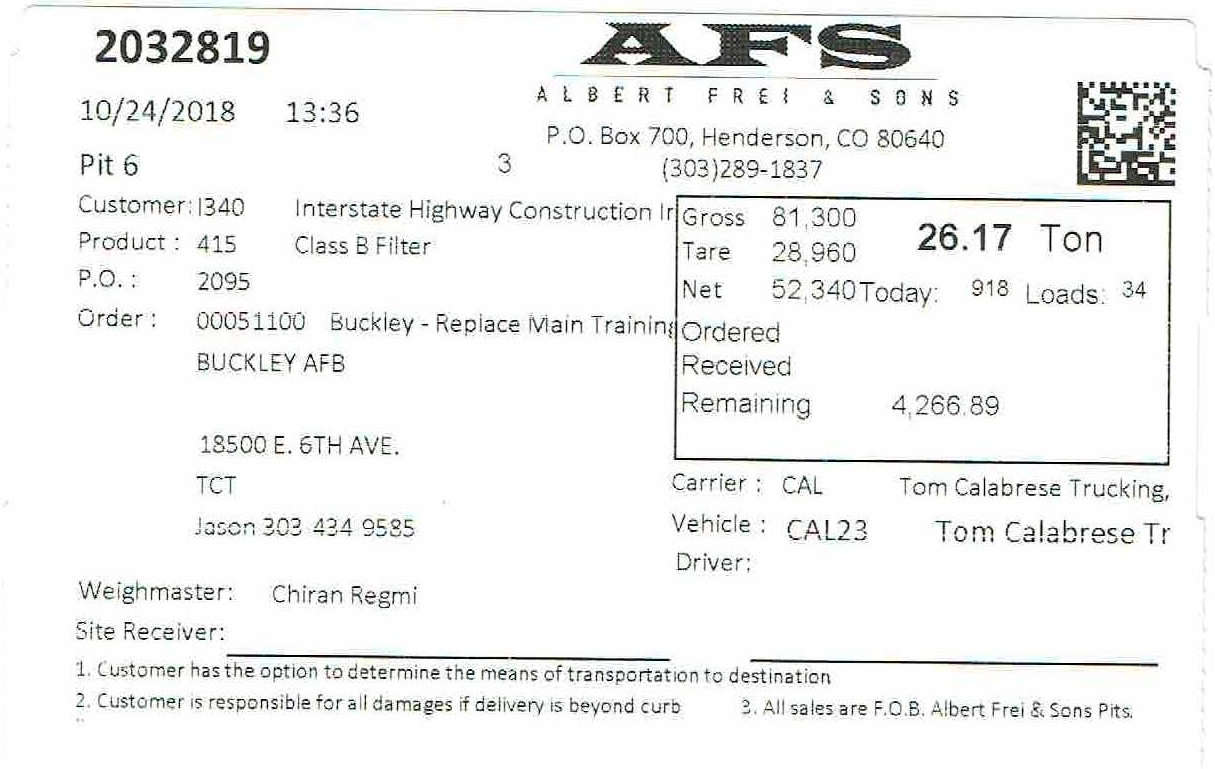 2032819
AFS
ALBERT FREI & SONS
10/24/2018 13:36
P.O. Box 700, Henderson, CO 80640
Pit 6 3 (303)289-1837
Customer: I340 Interstate Highway Construction Ir
Product : 415 Class B Filter
P.O. : 2095
Order : 00051100 Buckley - Replace Main Training
BUCKLEY AFB
18500 E. 6TH AVE.
TCT
Jason 303 434 9585
Gross 81,300 26.17 Ton
Tare 28,960
Net 52,340 Today: 918 Loads: 34
Ordered
Received
Remaining 4,266.89
Carrier : CAL Tom Calabrese Trucking,
Vehicle : CAL23 Tom Calabrese Tr
Driver:
Weighmaster: Chiran Regmi
Site Receiver:
1. Customer has the option to determine the means of transportation to destination
2. Customer is responsible for all damages if delivery is beyond curb 3. All sales are F.O.B. Albert Frei & Sons Pits.